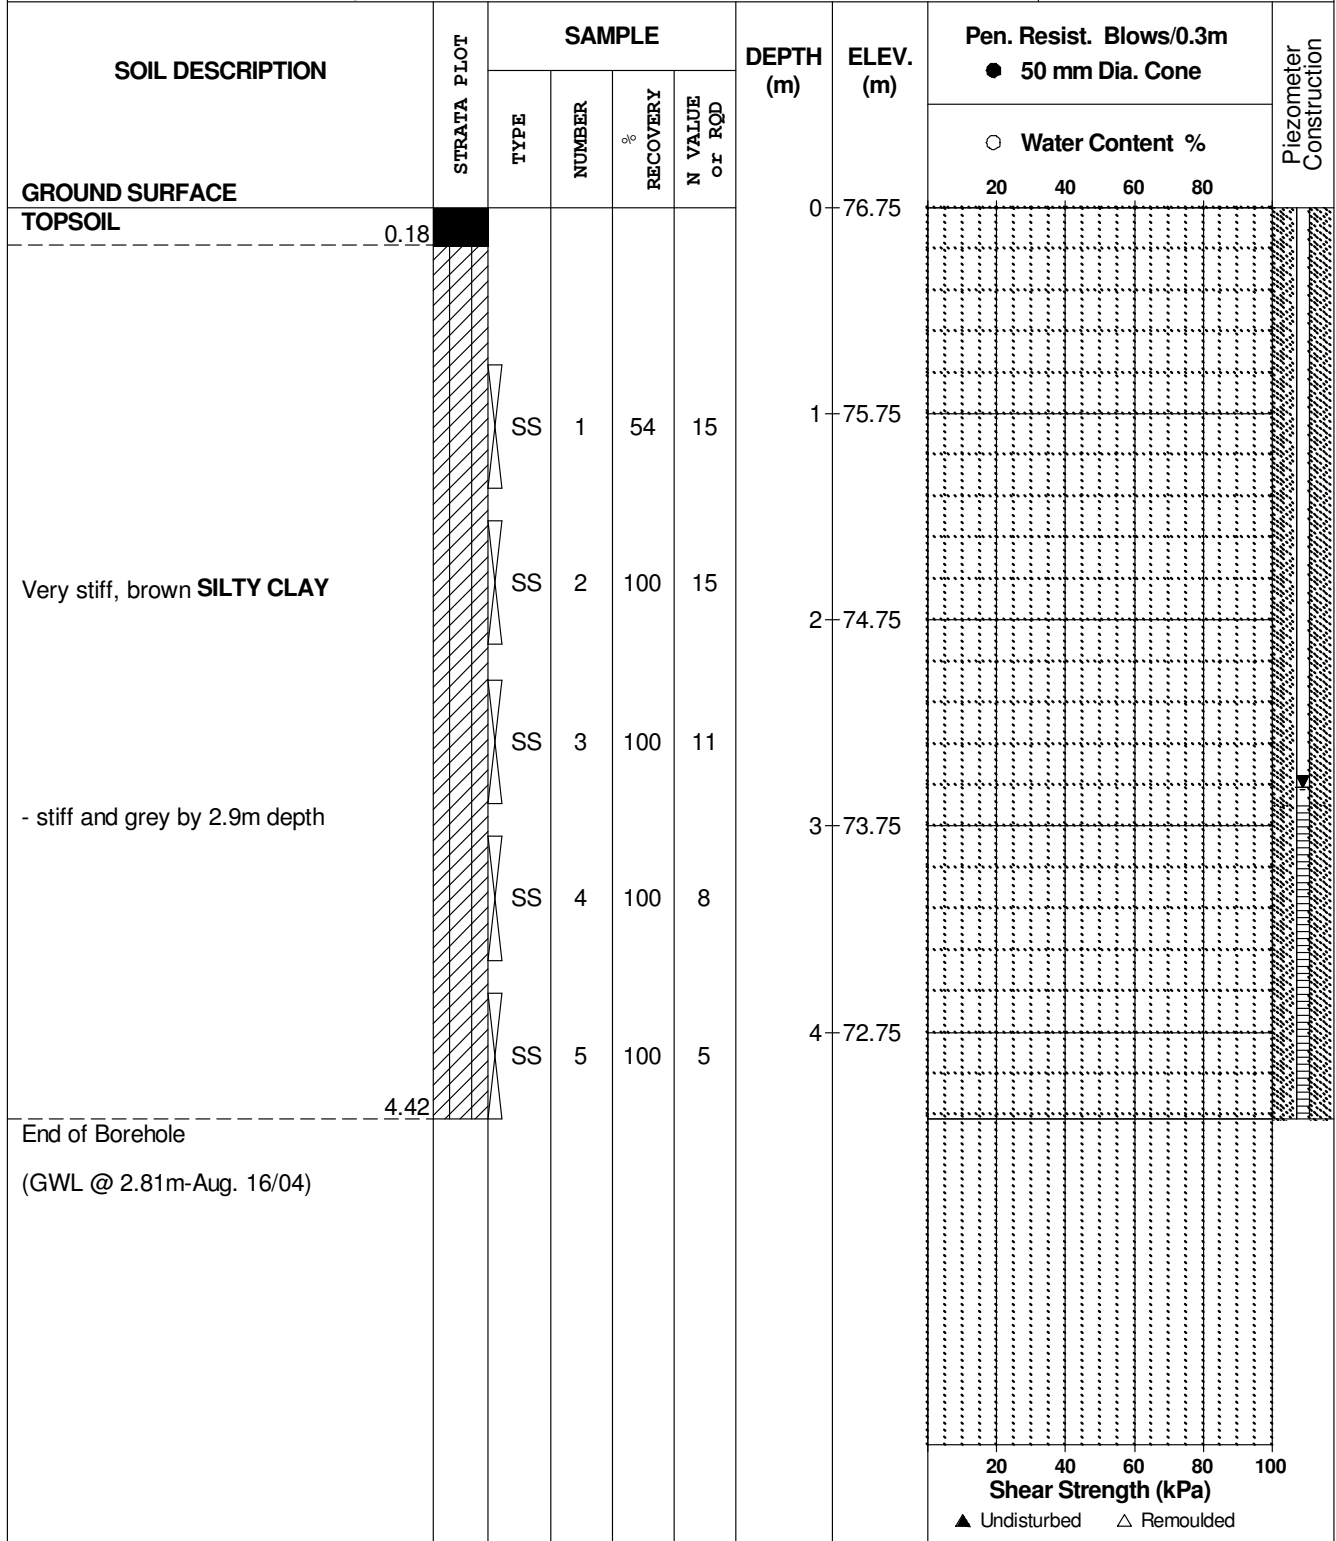 SOIL DESCRIPTION
STRATA PLOT
SAMPLE
TYPE
NUMBER
%
RECOVERY
N VALUE
or RQD
DEPTH
(m)
ELEV.
(m)
Pen. Resist. Blows/0.3m
● 50 mm Dia. Cone
○ Water Content %
20 40 60 80
Piezometer
Construction
GROUND SURFACE
TOPSOIL
0.18
0 76.75
SS 1 54 15
1 75.75
Very stiff, brown SILTY CLAY
SS 2 100 15
2 74.75
SS 3 100 11
- stiff and grey by 2.9m depth
3 73.75
SS 4 100 8
4 72.75
SS 5 100 5
4.42
End of Borehole
(GWL @ 2.81m-Aug. 16/04)
20 40 60 80 100
Shear Strength (kPa)
▲ Undisturbed △ Remoulded